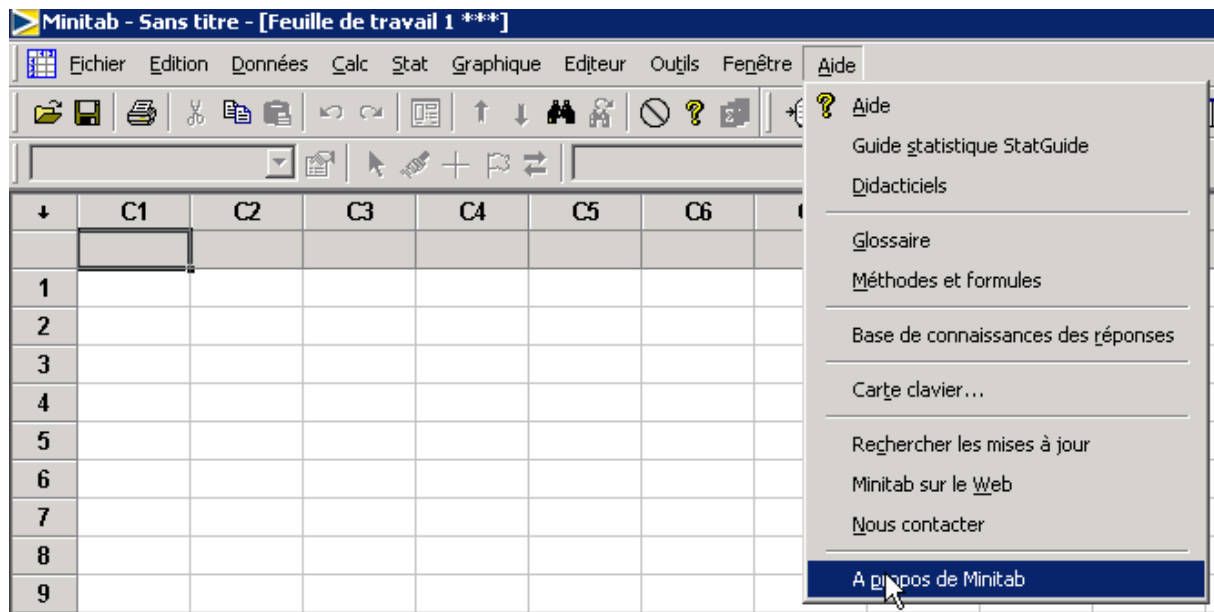 Minitab - Sans titre - [Feuille de travail 1 ***]
Fichier Edition Données Calc Stat Graphique Editeur Outils Fenêtre Aide
Aide
Guide statistique StatGuide
Didacticiels
Glossaire
Méthodes et formules
Base de connaissances des réponses
Carte clavier...
Rechercher les mises à jour
Minitab sur le Web
Nous contacter
A propos de Minitab
C1 C2 C3 C4 C5 C6
1
2
3
4
5
6
7
8
9